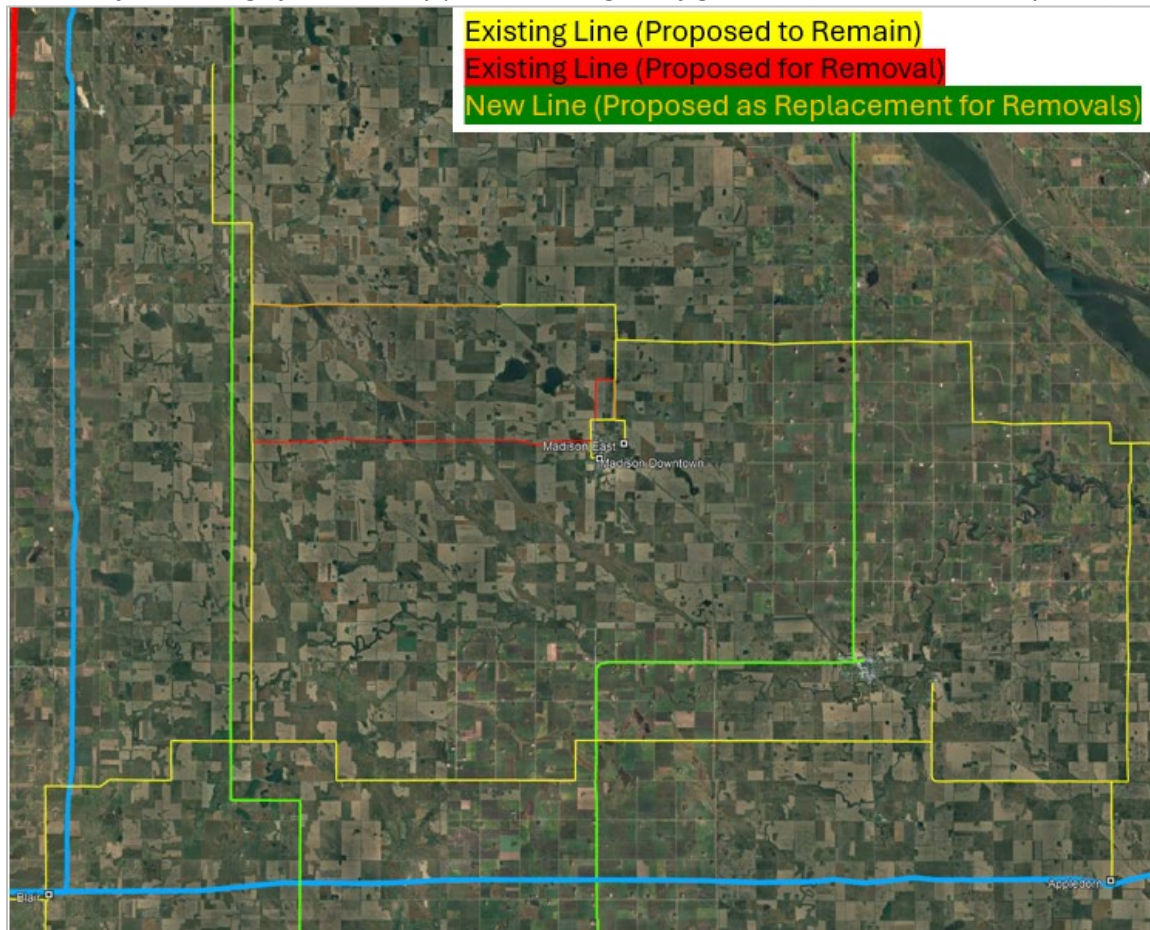 Existing Line (Proposed to Remain)
Existing Line (Proposed for Removal)
New Line (Proposed as Replacement for Removals)
Madison East
Madison Downtown
Blair
Appledorn